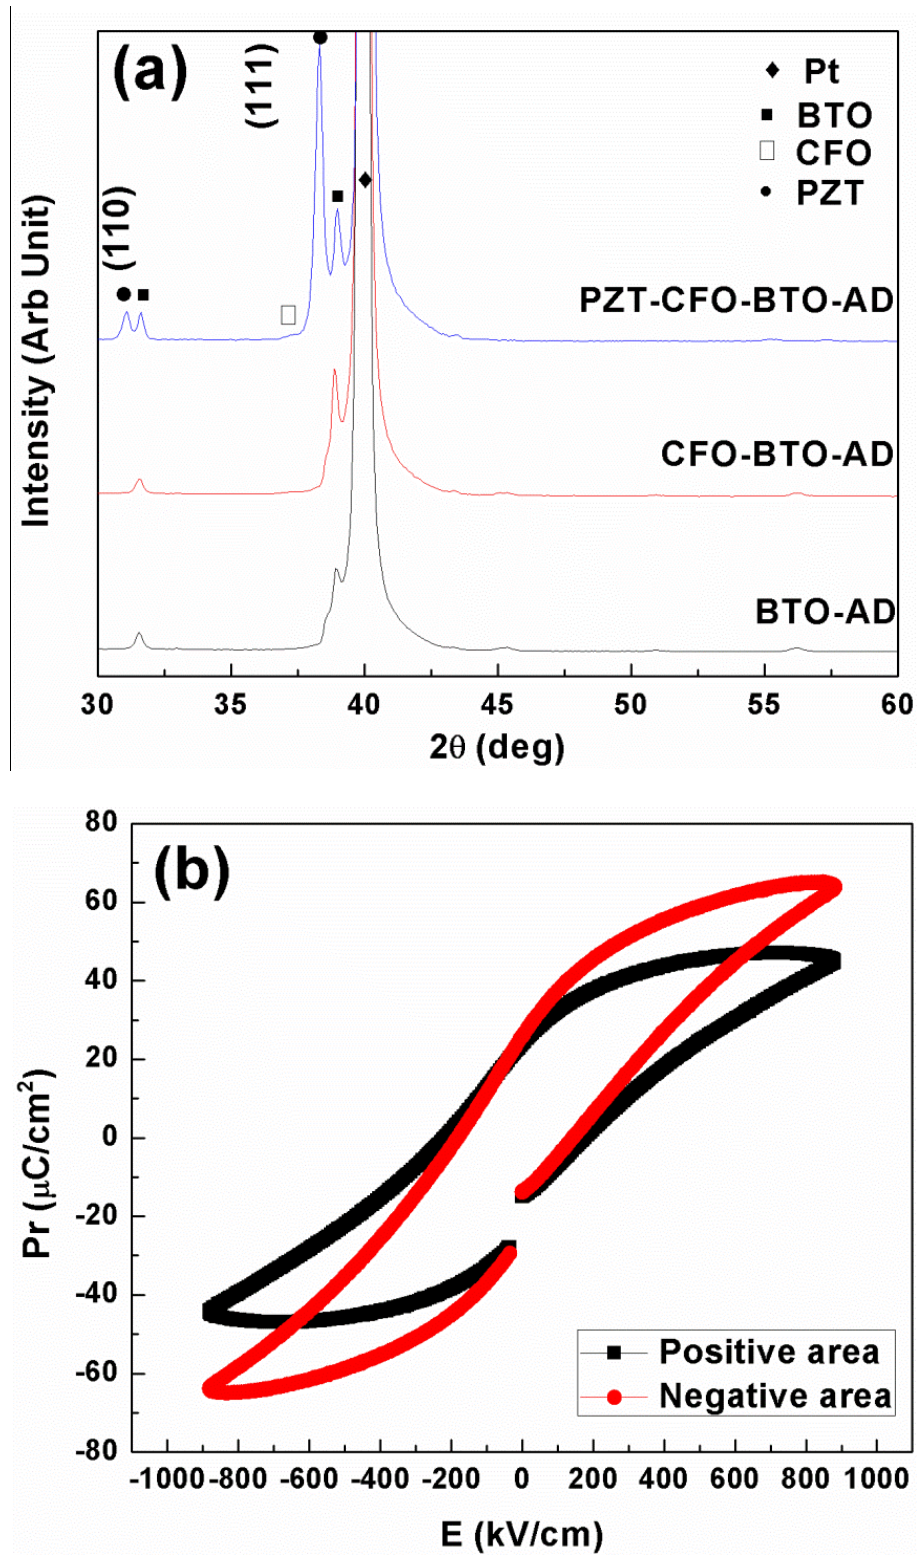 (a)
(111)
(110)
Pt
BTO
CFO
PZT
PZT-CFO-BTO-AD
CFO-BTO-AD
BTO-AD
Intensity (Arb Unit)
30 35 40 45 50 55 60
2θ (deg)
(b)
80
60
40
20
0
-20
-40
-60
-80
Pr (μC/cm²)
Positive area
Negative area
-1000 -800 -600 -400 -200 0 200 400 600 800 1000
E (kV/cm)